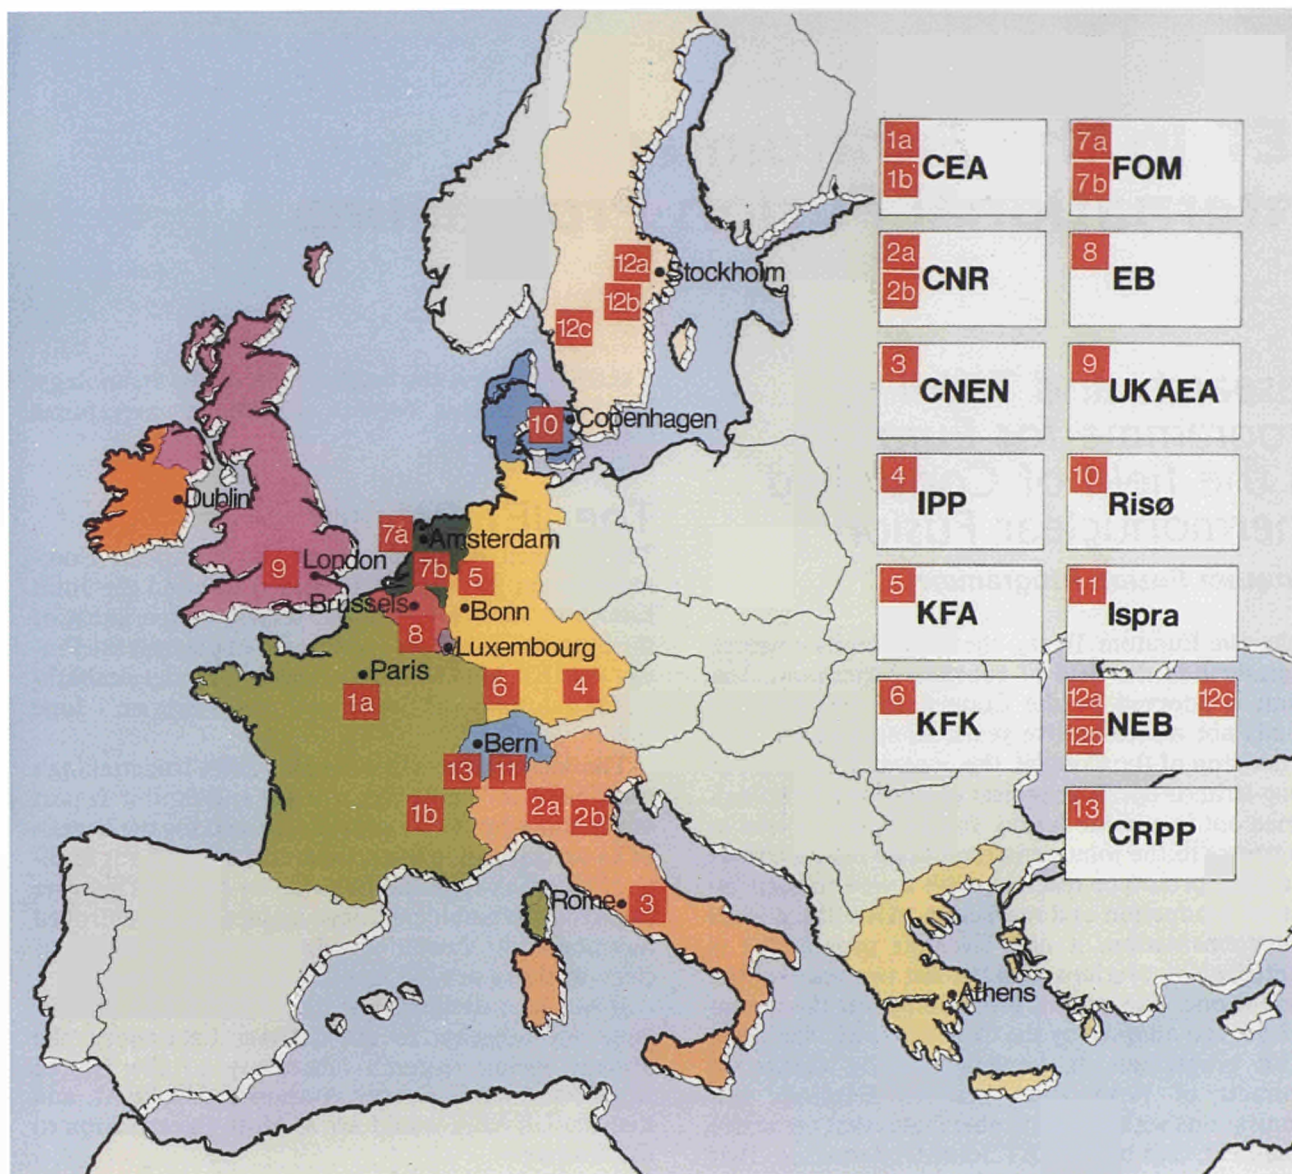 12a
Stockholm
12b
12c
10
Copenhagen
Dublin
7a
Amsterdam
9
London
7b
5
Brussels
Bonn
8
Luxembourg
Paris
1a
6
4
Bern
13
11
1b
2a
2b
Rome
3
Athens
1a
1b
CEA
2a
2b
CNR
3
CNEN
4
IPP
5
KFA
6
KFK
7a
7b
FOM
8
EB
9
UKAEA
10
Risø
11
Ispra
12a
12b
NEB
12c
13
CRPP